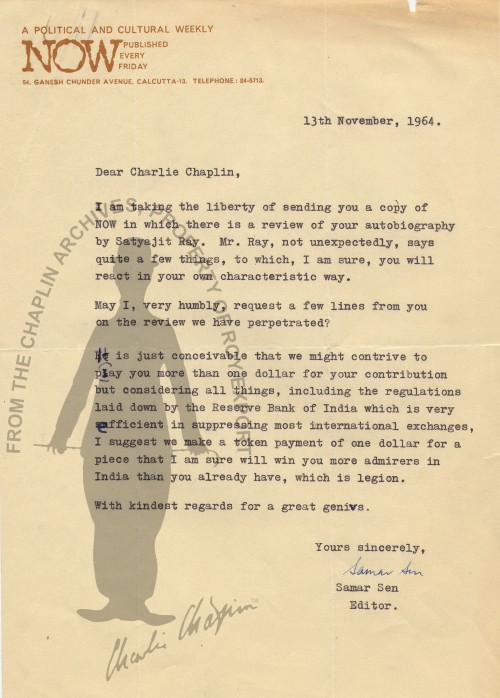 A POLITICAL AND CULTURAL WEEKLY
NOW PUBLISHED
EVERY
FRIDAY
54, GANESH CHUNDER AVENUE, CALCUTTA-13. TELEPHONE: 24-5713.
13th November, 1964.
Dear Charlie Chaplin,
I am taking the liberty of sending you a copy of
NOW in which there is a review of your autobiography
by Satyajit Ray. Mr. Ray, not unexpectedly, says
quite a few things, to which, I am sure, you will
react in your own characteristic way.
May I, very humbly, request a few lines from you
on the review we have perpetrated?
is just conceivable that we might contrive to
you more than one dollar for your contribution
but considering all things, including the regulations
laid down by the Reserve Bank of India which is very
efficient in suppressing most international exchanges,
I suggest we make a token payment of one dollar for a
piece that I am sure will win you more admirers in
India than you already have, which is legion.
With kindest regards for a great genivs.
Yours sincerely,
Samar Sen
Samar Sen
Editor.
FROM THE CHAPLIN ARCHIVES, PROPERTY OF ROY EXPORT
Charlie Chaplin™